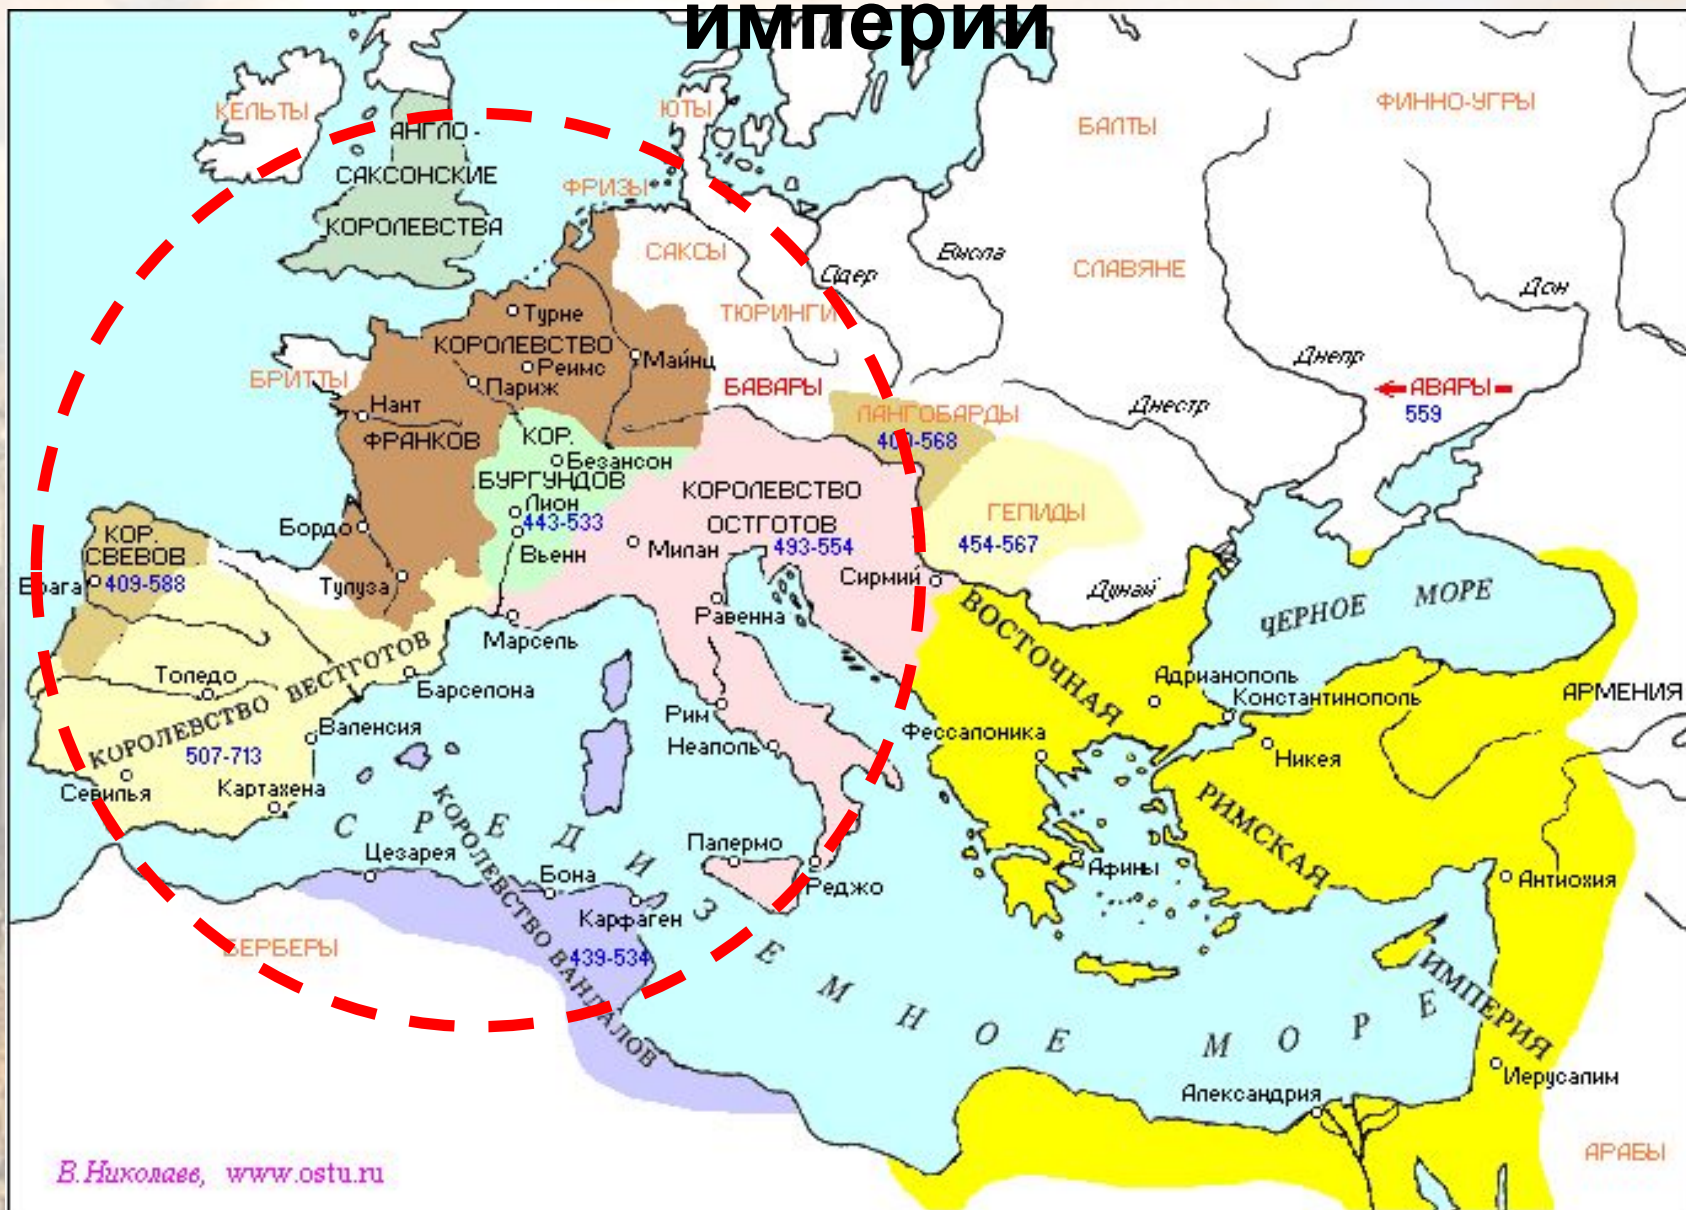 империи
КЕЛЬТЫ
АНГЛО -
САКСОНСКИЕ
КОРОЛЕВСТВА
ЮТЫ
ФРИЗЫ
САКСЫ
ТЮРИНГИ
БАЛТЫ
ФИННО-УГРЫ
СЛАВЯНЕ
Одер
Висла
Дон
Днепр
Днестр
АВАРЫ
559
БРИТТЫ
Турне
КОРОЛЕВСТВО
Реимс
Париж
Майнц
Нант
ФРАНКОВ
БАВАРЫ
ЛАНГОБАРДЫ
400-568
КОР.
Безансон
БУРГУНДОВ
Лион
443-533
Вьенн
КОРОЛЕВСТВО
ОСТГОТОВ
493-554
Милан
ГЕПИДЫ
454-567
Бордо
Тулуза
КОР.
СВЕВОВ
Брага
409-588
Сирмий
Дунай
Равенна
Марсель
ЧЕРНОЕ МОРЕ
Толедо
Барселона
КОРОЛЕВСТВО ВЕСТГОТОВ
507-713
Валенсия
Севилья
Картахена
Рим
Неаполь
ВОСТОЧНАЯ
РИМСКАЯ
ИМПЕРИЯ
Адрианополь
Константинополь
АРМЕНИЯ
Фессалоника
Никея
СРЕДИЗЕМНОЕ МОРЕ
Цезарея
Бона
Карфаген
КОРОЛЕВСТВО ВАНДАЛОВ
439-534
Палермо
Реджо
Афины
Антиохия
БЕРБЕРЫ
Иерусалим
Александрия
АРАБЫ
В.Николаев, www.ostu.ru